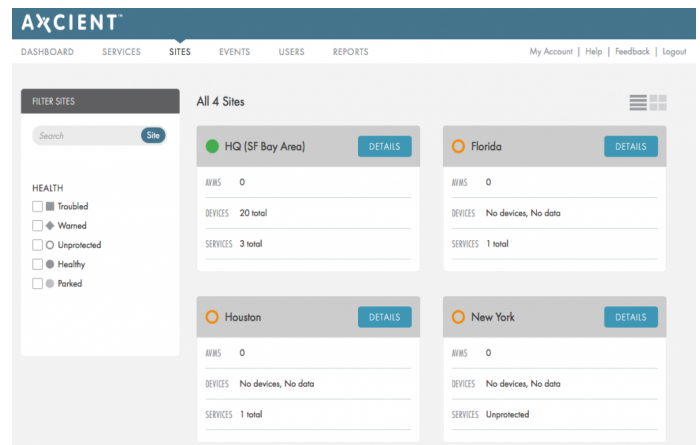 AXCIENT™
DASHBOARD SERVICES SITES EVENTS USERS REPORTS My Account | Help | Feedback | Logout
FILTER SITES
Search Site
HEALTH
Troubled
Warned
Unprotected
Healthy
Parked
All 4 Sites
HQ (SF Bay Area) DETAILS
AVMS 0
DEVICES 20 total
SERVICES 3 total
Florida DETAILS
AVMS 0
DEVICES No devices, No data
SERVICES 1 total
Houston DETAILS
AVMS 0
DEVICES No devices, No data
SERVICES 1 total
New York DETAILS
AVMS 0
DEVICES No devices, No data
SERVICES Unprotected